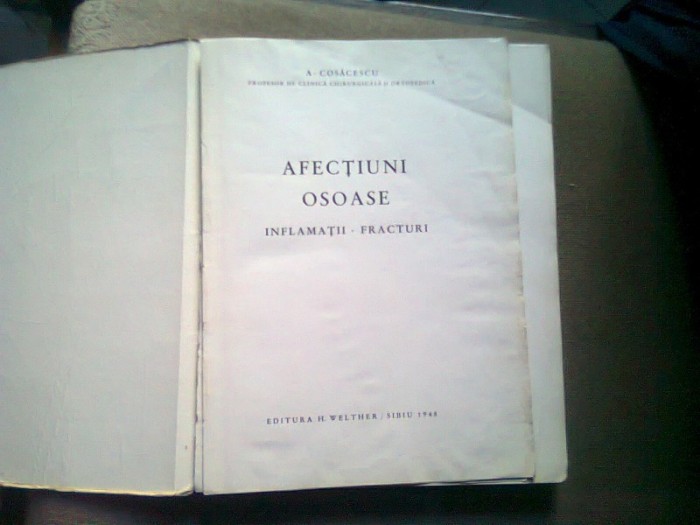 A. COSĂCESCU
PROFESOR DE CLINICĂ CHIRURGICALĂ ȘI ORTOPEDICĂ
AFECȚIUNI
OSOASE
INFLAMAȚII · FRACTURI
EDITURA H. WELTHER / SIBIU 1948